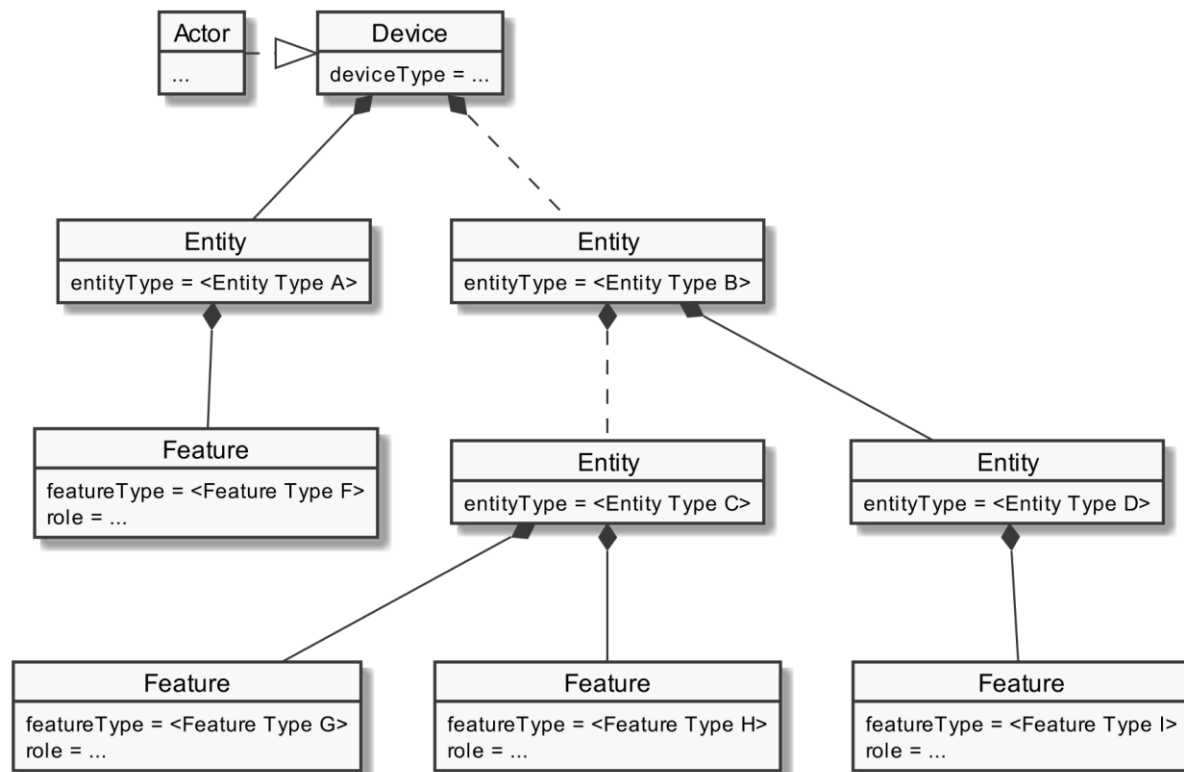 Actor
...
Device
deviceType = ...
Entity
entityType = <Entity Type A>
Entity
entityType = <Entity Type B>
Feature
featureType = <Feature Type F>
role = ...
Entity
entityType = <Entity Type C>
Entity
entityType = <Entity Type D>
Feature
featureType = <Feature Type G>
role = ...
Feature
featureType = <Feature Type H>
role = ...
Feature
featureType = <Feature Type I>
role = ...